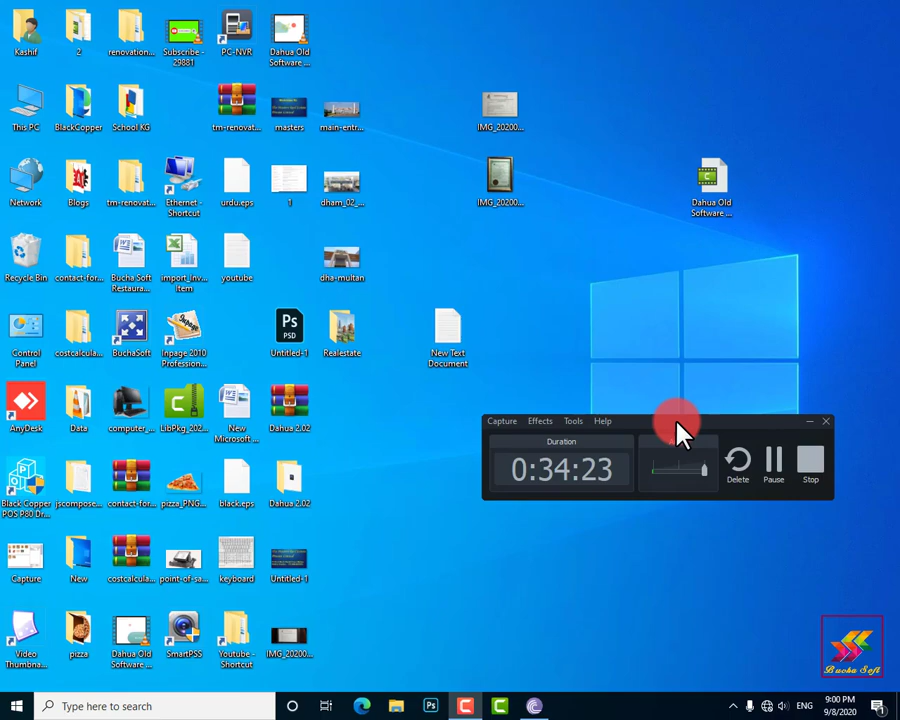 Kashif
2
renovation...
Subscribe -
29881
PC-NVR
Dahua Old
Software ...
This PC
BlackCopper
School KG
tm-renovat...
masters
main-entr...
IMG_20200...
Network
Blogs
tm-renovat...
Ethernet -
Shortcut
urdu.eps
1
dham_02_...
IMG_20200...
Dahua Old
Software ...
Recycle Bin
contact-for...
Bucha Soft
Restaura...
import_Inv...
Item
youtube
dha-multan
Control
Panel
costcalcula...
BuchaSoft
Inpage 2010
Profession...
Ps
PSD
Untitled-1
Realestate
New Text
Document
AnyDesk
Data
computer_...
LibPkg_202...
New
Microsoft ...
Dahua 2.02
Capture
Effects
Tools
Help
Duration
0:34:23
Delete
Pause
Stop
Black Copper
POS P80 Dr...
jscompose...
contact-for...
pizza_PNG...
black.eps
Dahua 2.02
Capture
New
costcalcula...
point-of-sa...
keyboard
Untitled-1
Video
Thumbna...
pizza
Dahua Old
Software ...
SmartPSS
Youtube -
Shortcut
IMG_20200...
Bucha Soft
Type here to search
Ps
ENG
9:00 PM
9/8/2020
1